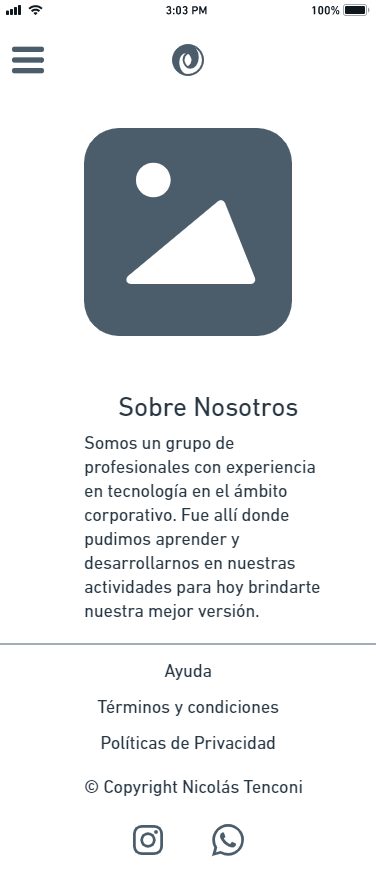 3:03 PM
100%
Sobre Nosotros
Somos un grupo de
profesionales con experiencia
en tecnología en el ámbito
corporativo. Fue allí donde
pudimos aprender y
desarrollarnos en nuestras
actividades para hoy brindarte
nuestra mejor versión.
Ayuda
Términos y condiciones
Políticas de Privacidad
© Copyright Nicolás Tenconi